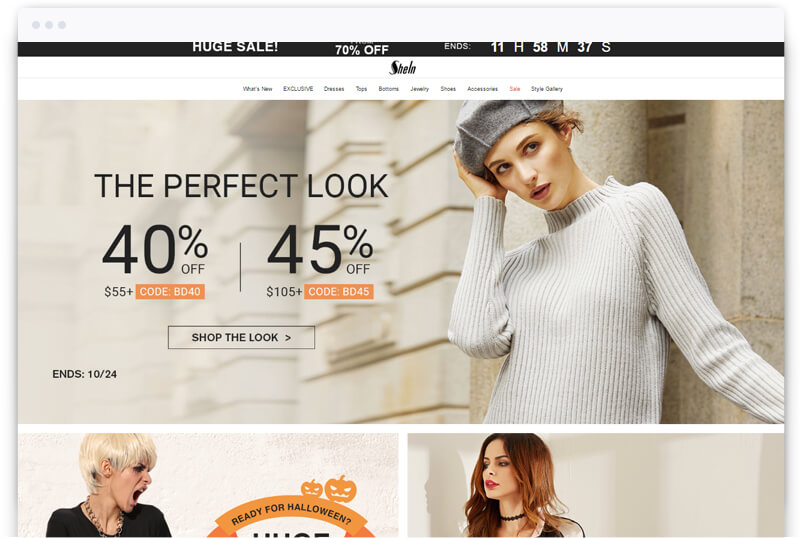 HUGE SALE!
70% OFF
ENDS: 11 H 58 M 37 S
SheIn
What's New EXCLUSIVE Dresses Tops Bottoms Jewelry Shoes Accessories Sale Style Gallery
THE PERFECT LOOK
40% OFF
45% OFF
$55+ CODE: BD40
$105+ CODE: BD45
SHOP THE LOOK >
ENDS: 10/24
READY FOR HALLOWEEN?
HUGE